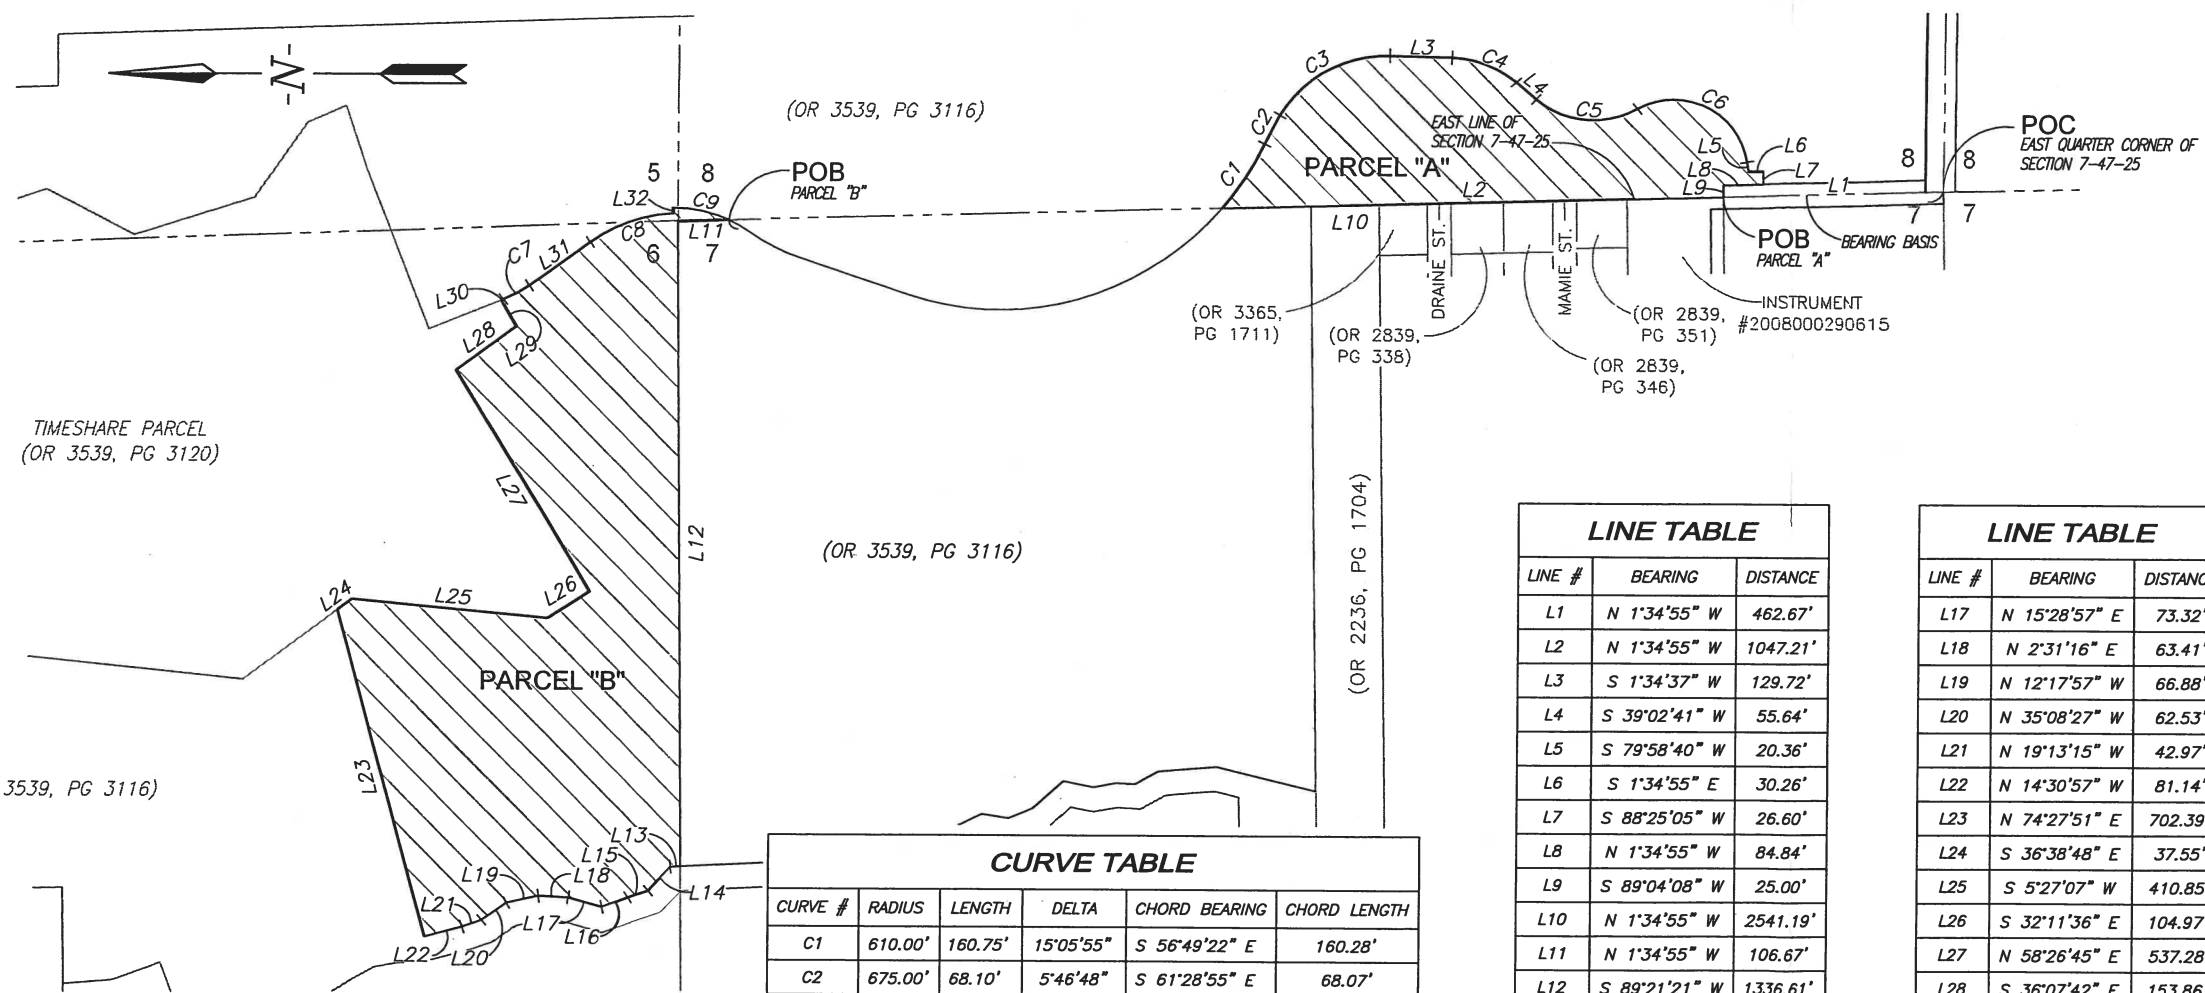 -N-
(OR 3539, PG 3116)
C3
L3
C4
L4
C5
C6
C2
C1
EAST LINE OF
SECTION 7-47-25
PARCEL "A"
L2
L5
L6
L7
L8
L9
L1
8
8
7
7
POC
EAST QUARTER CORNER OF
SECTION 7-47-25
POB
PARCEL "A"
BEARING BASIS
5
8
6
7
POB
PARCEL "B"
L32
C9
C8
L11
L31
C7
L30
L28
L29
L10
DRAINE ST.
MAMIE ST.
(OR 3365,
PG 1711)
(OR 2839,
PG 338)
(OR 2839,
PG 346)
(OR 2839,
PG 351)
INSTRUMENT
#2008000290615
TIMESHARE PARCEL
(OR 3539, PG 3120)
L27
L12
(OR 3539, PG 3116)
(OR 2236, PG 1704)
L24
L25
L26
PARCEL "B"
L23
3539, PG 3116)
L13
L15
L14
L19
L18
L21
L17
L16
L22
L20
CURVE TABLE
CURVE # RADIUS LENGTH DELTA CHORD BEARING CHORD LENGTH
C1 610.00' 160.75' 15°05'55" S 56°49'22" E 160.28'
C2 675.00' 68.10' 5°46'48" S 61°28'55" E 68.07'
LINE TABLE
LINE # BEARING DISTANCE
L1 N 1°34'55" W 462.67'
L2 N 1°34'55" W 1047.21'
L3 S 1°34'37" W 129.72'
L4 S 39°02'41" W 55.64'
L5 S 79°58'40" W 20.36'
L6 S 1°34'55" E 30.26'
L7 S 88°25'05" W 26.60'
L8 N 1°34'55" W 84.84'
L9 S 89°04'08" W 25.00'
L10 N 1°34'55" W 2541.19'
L11 N 1°34'55" W 106.67'
L12 S 89°21'21" W 1336.61'
LINE TABLE
LINE # BEARING DISTANC
L17 N 15°28'57" E 73.32'
L18 N 2°31'16" E 63.41'
L19 N 12°17'57" W 66.88'
L20 N 35°08'27" W 62.53'
L21 N 19°13'15" W 42.97'
L22 N 14°30'57" W 81.14'
L23 N 74°27'51" E 702.39
L24 S 36°38'48" E 37.55'
L25 S 5°27'07" W 410.85
L26 S 32°11'36" E 104.97
L27 N 58°26'45" E 537.28
L28 S 36°07'42" E 153.86